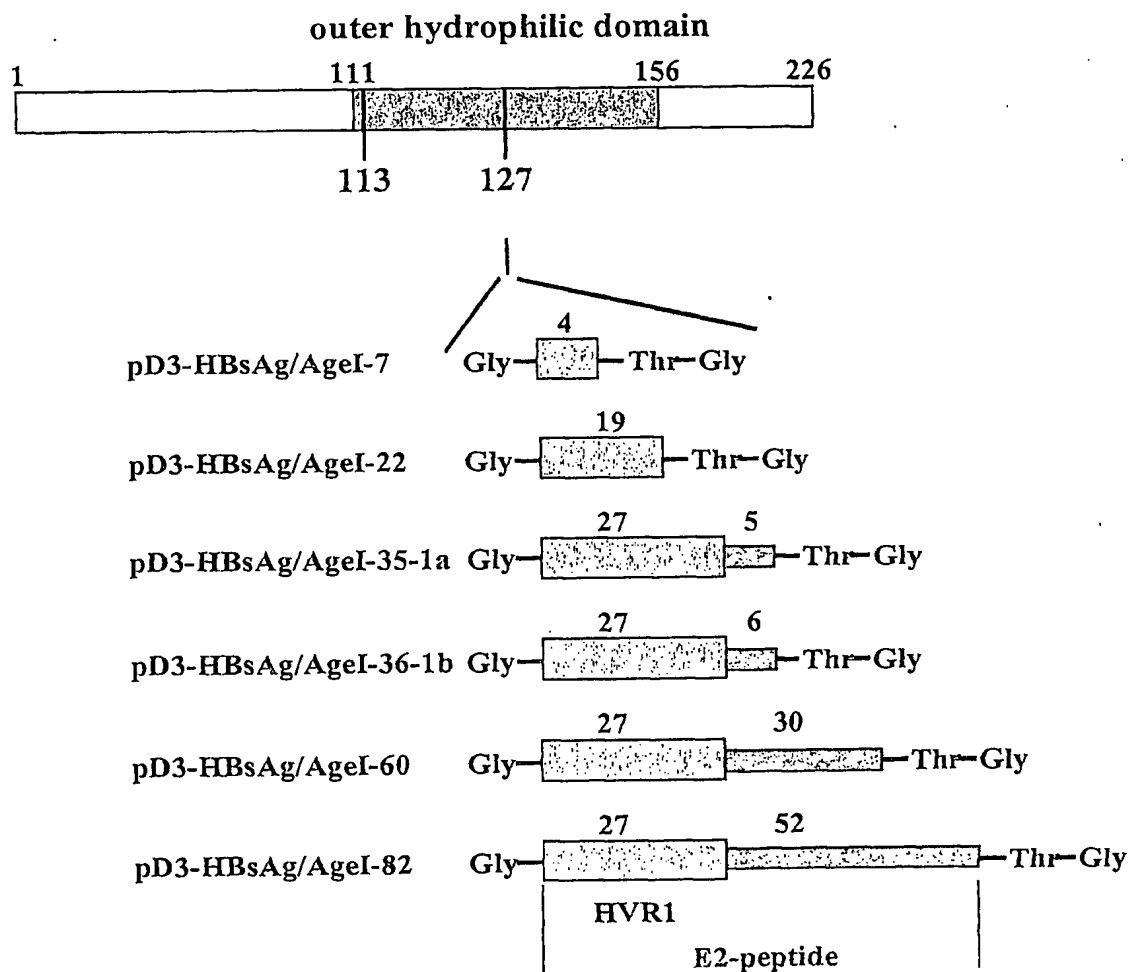 outer hydrophilic domain
1 111 156 226
113 127
4
pD3-HBsAg/AgeI-7 Gly Thr Gly
19
pD3-HBsAg/AgeI-22 Gly Thr Gly
27 5
pD3-HBsAg/AgeI-35-1a Gly Thr Gly
27 6
pD3-HBsAg/AgeI-36-1b Gly Thr Gly
27 30
pD3-HBsAg/AgeI-60 Gly Thr Gly
27 52
pD3-HBsAg/AgeI-82 Gly Thr Gly
HVR1
E2-peptide